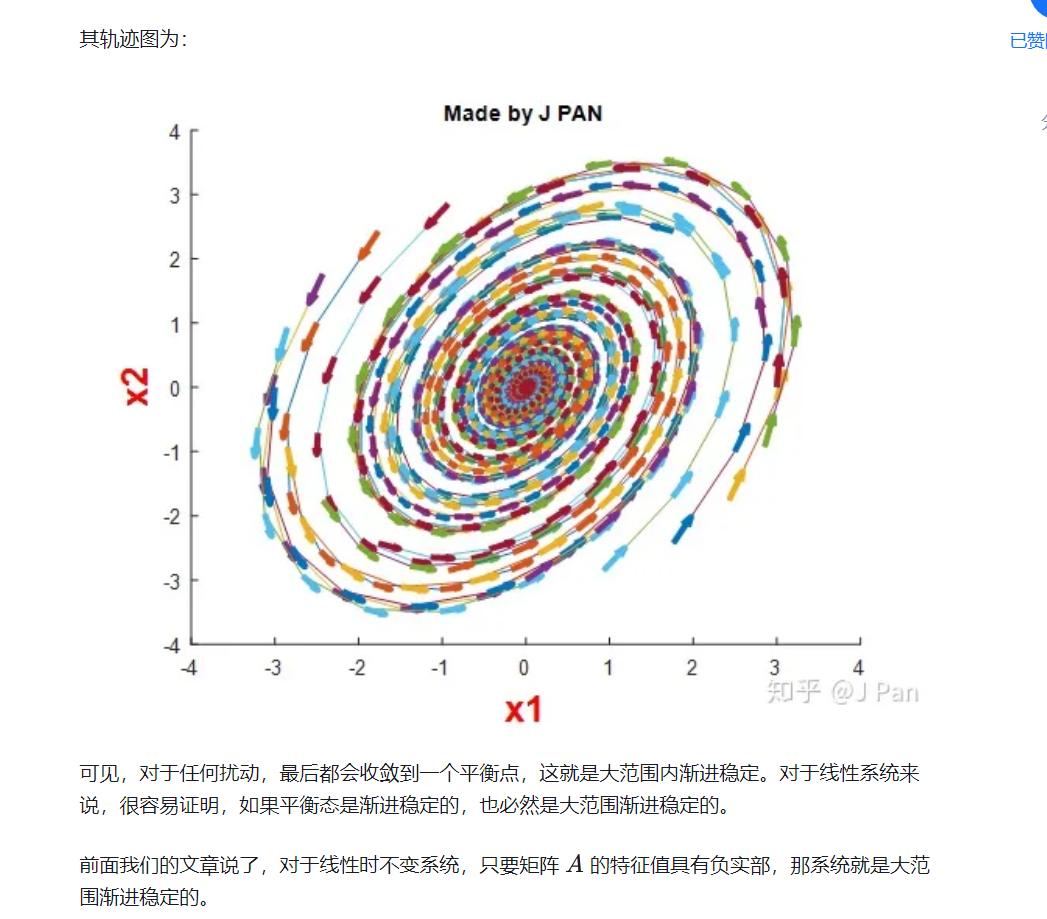 其轨迹图为：
已赞
Made by J PAN
4
3
2
1
0
-1
-2
-3
-4
x2
-4
-3
-2
-1
0
1
2
3
4
x1
知乎 @J Pan
可见，对于任何扰动，最后都会收敛到一个平衡点，这就是大范围内渐进稳定。对于线性系统来
说，很容易证明，如果平衡态是渐进稳定的，也必然是大范围渐进稳定的。
前面我们的文章说了，对于线性时不变系统，只要矩阵 A 的特征值具有负实部，那系统就是大范
围渐进稳定的。